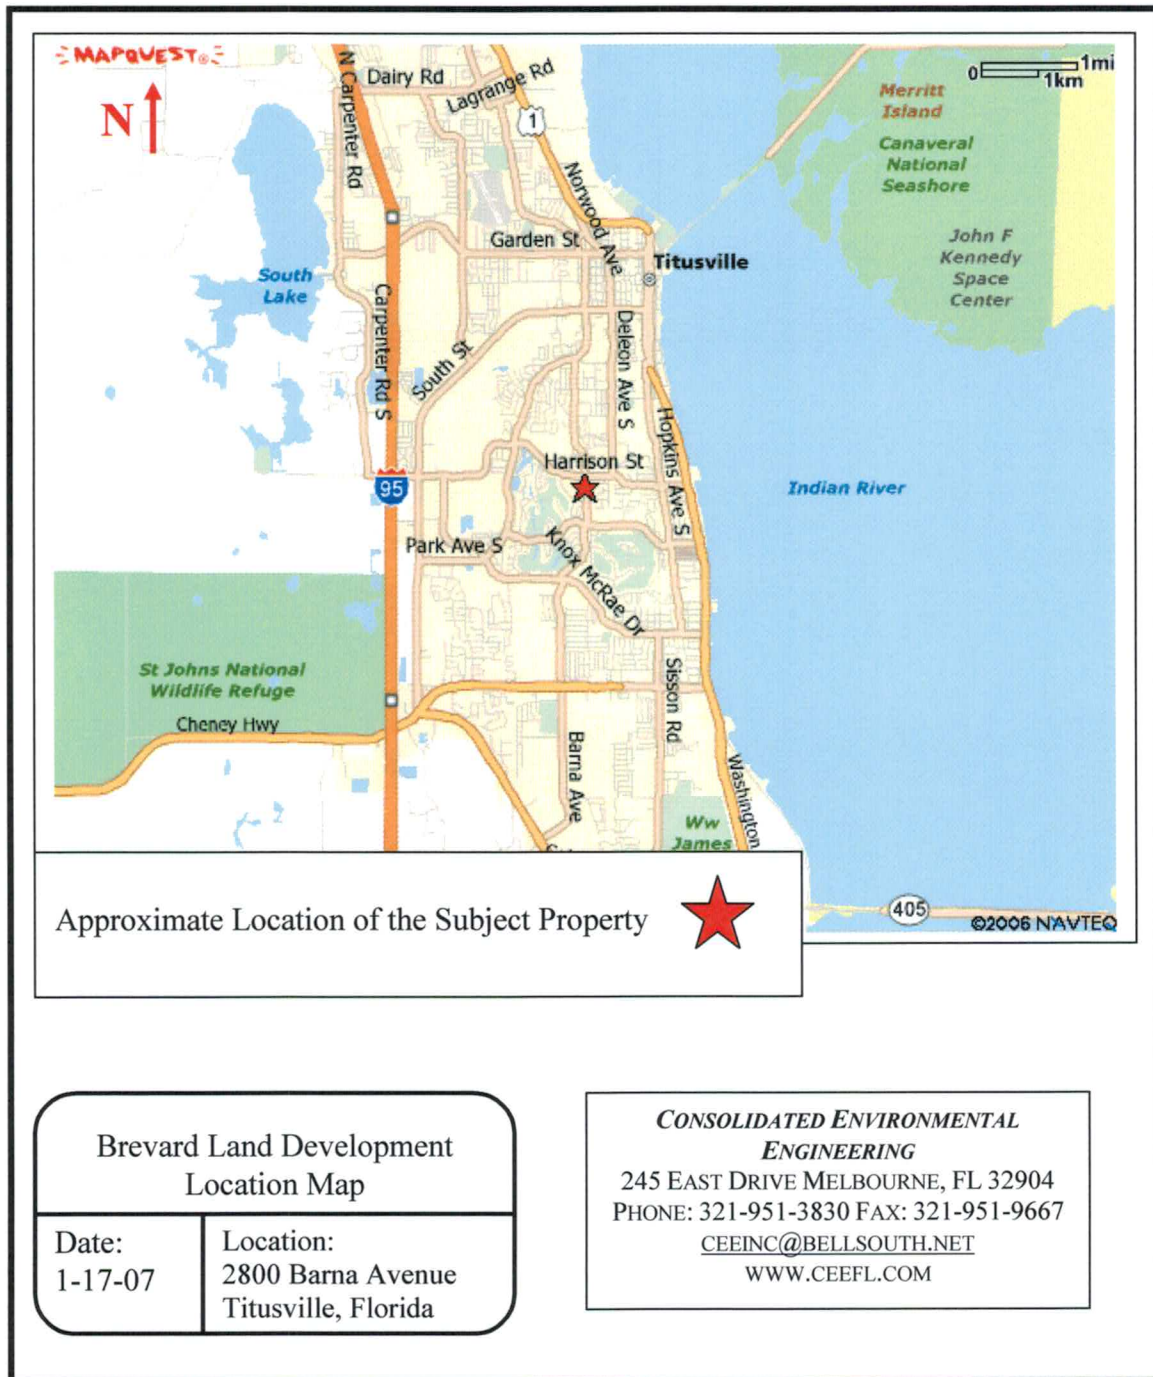 MAPQUEST
N
0 1mi
1km
N Carpenter Rd
Dairy Rd
Lagrange Rd
1
Merritt
Island
Canaveral
National
Seashore
Norwood Ave
John F
Kennedy
Space
Center
Garden St
Titusville
South
Lake
Carpenter Rd S
South St
Deleon Ave S
Hopkins Ave S
Harrison St
95
Indian River
Park Ave S
Knox McRae Dr
St Johns National
Wildlife Refuge
Cheney Hwy
Sisson Rd
Barna Ave
Washington
Ww
James
405
©2006 NAVTEQ
Approximate Location of the Subject Property
Brevard Land Development
Location Map
Date:
1-17-07
Location:
2800 Barna Avenue
Titusville, Florida
CONSOLIDATED ENVIRONMENTAL
ENGINEERING
245 EAST DRIVE MELBOURNE, FL 32904
PHONE: 321-951-3830 FAX: 321-951-9667
CEEINC@BELLSOUTH.NET
WWW.CEEFL.COM